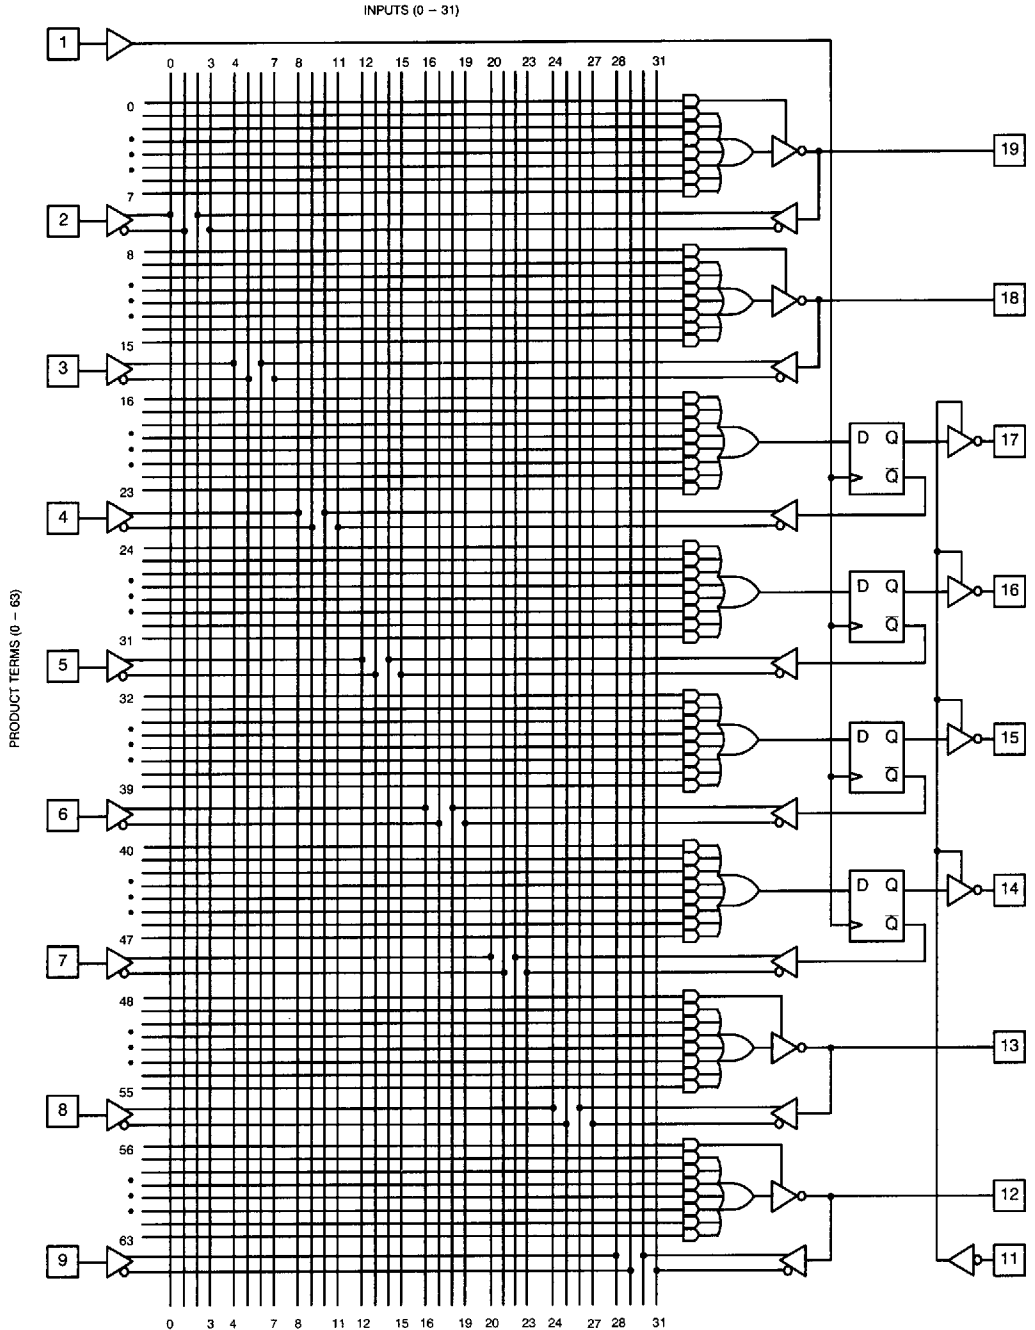 INPUTS (0 – 31)
1
0 3 4 7 8 11 12 15 16 19 20 23 24 27 28 31
0
19
7
2
8
18
15
3
16
D Q
17
Q̅
23
4
24
D Q
16
Q̅
31
5
PRODUCT TERMS (0 – 63)
32
D Q
15
Q̅
39
6
40
D Q
14
Q̅
47
7
48
13
55
8
56
12
63
9
11
0 3 4 7 8 11 12 15 16 19 20 23 24 27 28 31